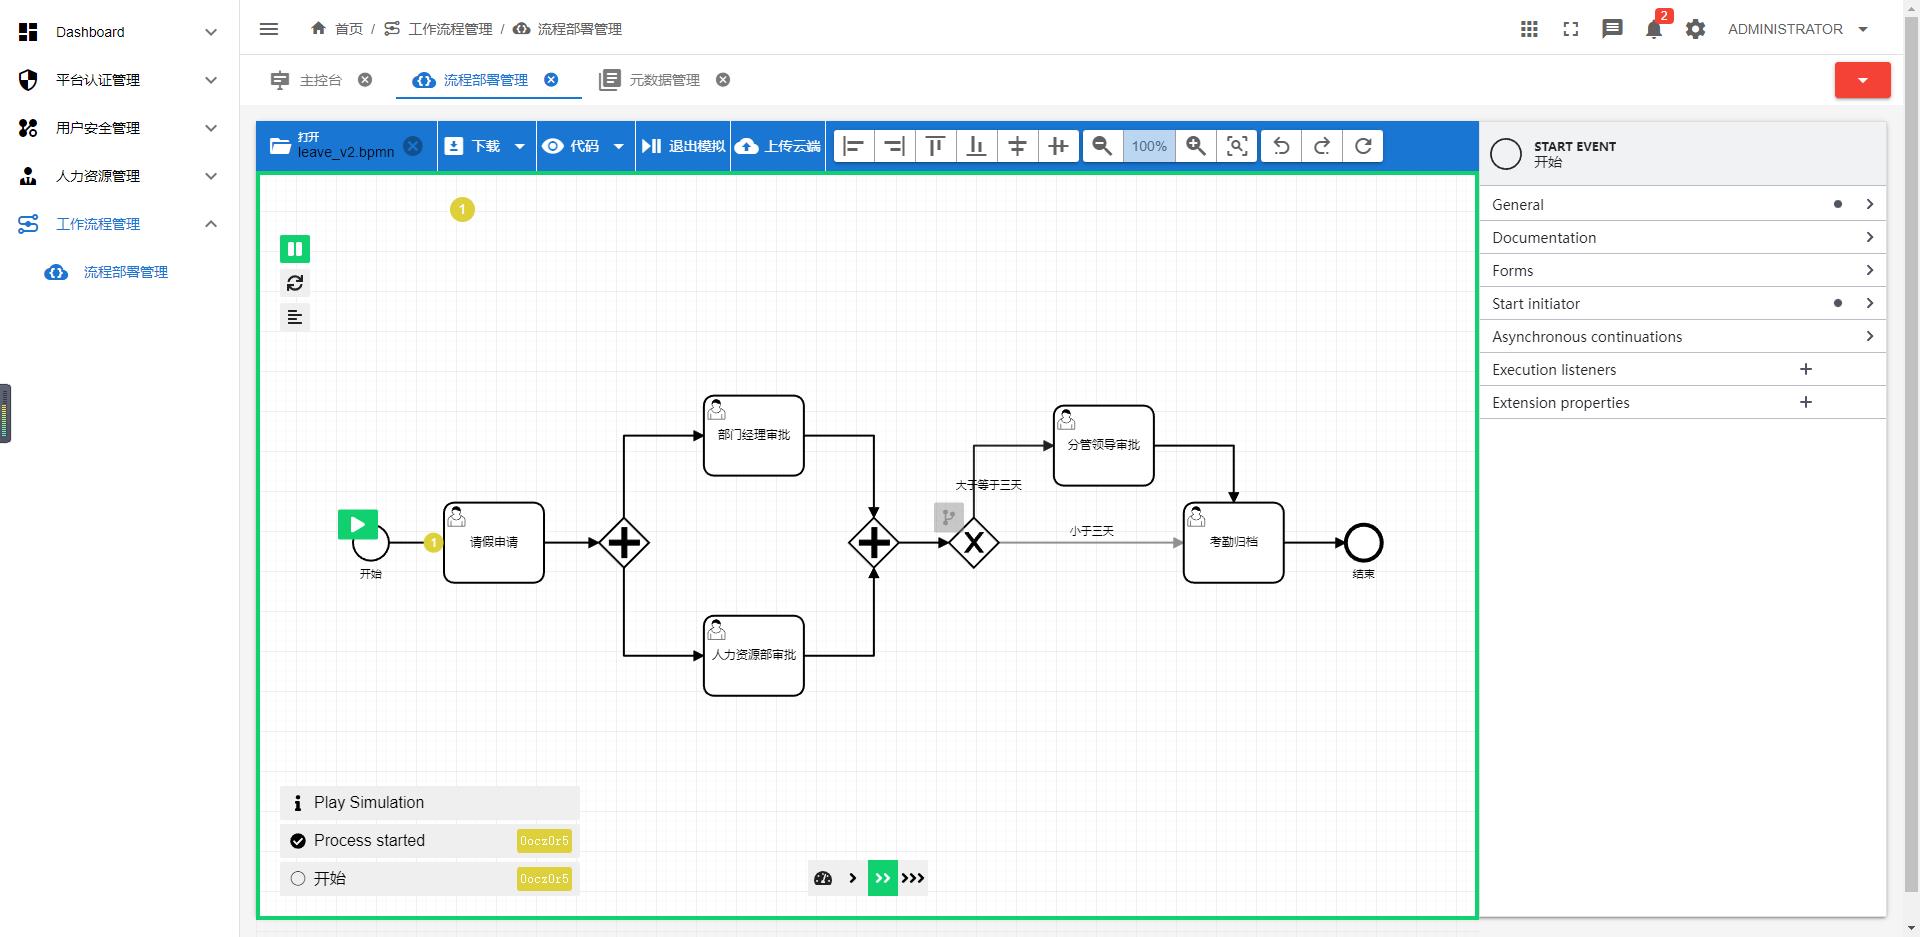 Dashboard
平台认证管理
用户安全管理
人力资源管理
工作流程管理
流程部署管理
首页 / 工作流程管理 / 流程部署管理
2
ADMINISTRATOR
主控台
流程部署管理
元数据管理
打开
leave_v2.bpmn
下载
代码
退出模拟
上传云端
100%
START EVENT
开始
General
Documentation
Forms
Start initiator
Asynchronous continuations
Execution listeners
Extension properties
1
部门经理审批
分管领导审批
大于等于三天
1
请假申请
小于三天
考勤归档
开始
结束
人力资源部审批
Play Simulation
Process started
0ocz0r5
开始
0ocz0r5